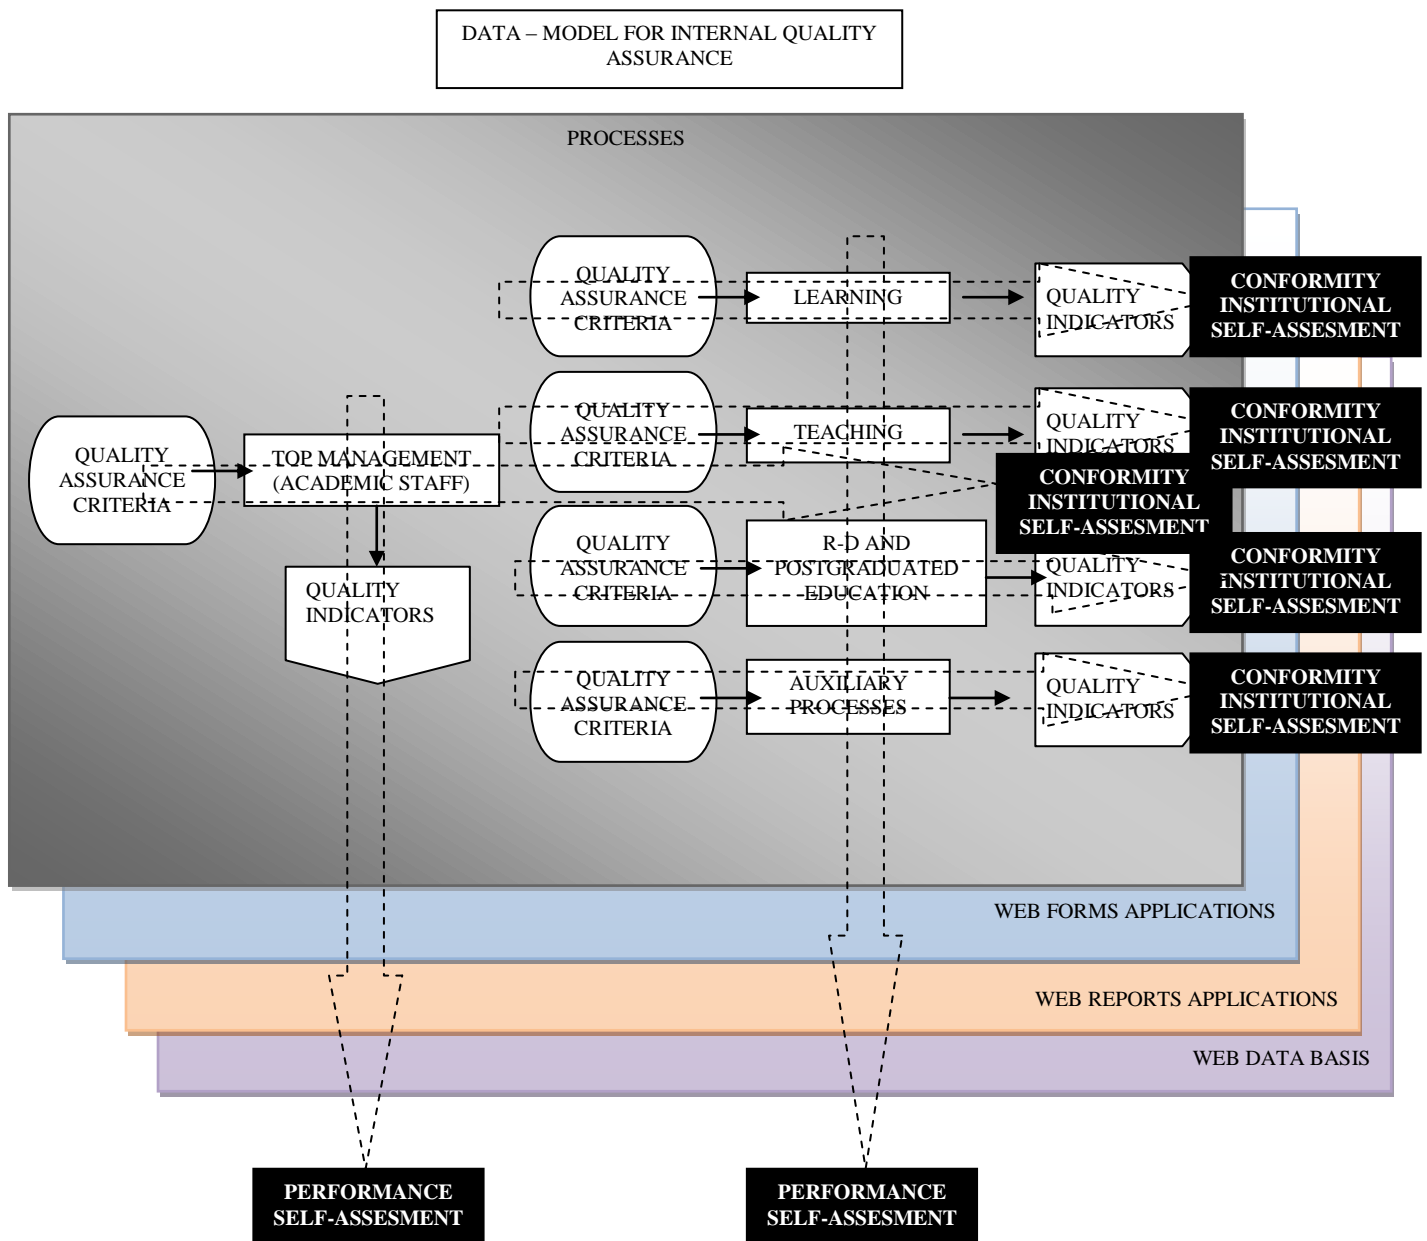 DATA – MODEL FOR INTERNAL QUALITY
ASSURANCE
PROCESSES
QUALITY
ASSURANCE
CRITERIA
TOP MANAGEMENT
(ACADEMIC STAFF)
QUALITY
INDICATORS
CONFORMITY
INSTITUTIONAL
SELF-ASSESMENT
QUALITY
ASSURANCE
CRITERIA
LEARNING
QUALITY
INDICATORS
CONFORMITY
INSTITUTIONAL
SELF-ASSESMENT
QUALITY
ASSURANCE
CRITERIA
TEACHING
QUALITY
INDICATORS
CONFORMITY
INSTITUTIONAL
SELF-ASSESMENT
QUALITY
ASSURANCE
CRITERIA
R-D AND
POSTGRADUATED
EDUCATION
QUALITY
INDICATORS
CONFORMITY
INSTITUTIONAL
SELF-ASSESMENT
QUALITY
ASSURANCE
CRITERIA
AUXILIARY
PROCESSES
QUALITY
INDICATORS
CONFORMITY
INSTITUTIONAL
SELF-ASSESMENT
WEB FORMS APPLICATIONS
WEB REPORTS APPLICATIONS
WEB DATA BASIS
PERFORMANCE
SELF-ASSESMENT
PERFORMANCE
SELF-ASSESMENT